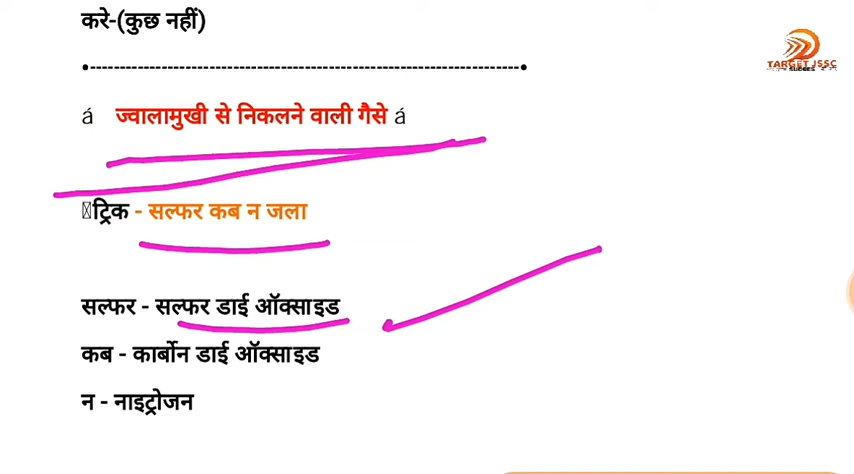 करे-(कुछ नहीं)
TARGET JSSC
á ज्वालामुखी से निकलने वाली गैसे á
ट्रिक - सल्फर कब न जला
सल्फर - सल्फर डाई ऑक्साइड
कब - कार्बोन डाई ऑक्साइड
न - नाइट्रोजन